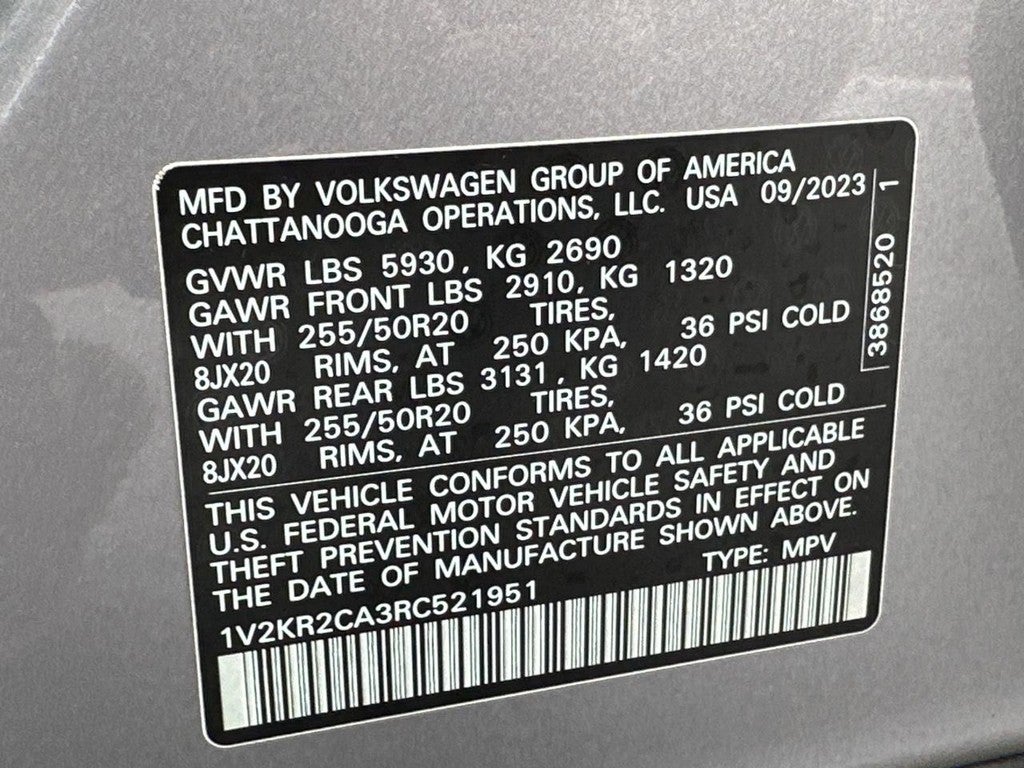 MFD BY VOLKSWAGEN GROUP OF AMERICA
CHATTANOOGA OPERATIONS, LLC. USA 09/2023
GVWR LBS 5930, KG 2690
GAWR FRONT LBS 2910, KG 1320
WITH 255/50R20 TIRES,
8JX20 RIMS, AT 250 KPA, 36 PSI COLD
GAWR REAR LBS 3131, KG 1420
WITH 255/50R20 TIRES,
8JX20 RIMS, AT 250 KPA, 36 PSI COLD
THIS VEHICLE CONFORMS TO ALL APPLICABLE
U.S. FEDERAL MOTOR VEHICLE SAFETY AND
THEFT PREVENTION STANDARDS IN EFFECT ON
THE DATE OF MANUFACTURE SHOWN ABOVE.
1V2KR2CA3RC521951 TYPE: MPV
3868520 1